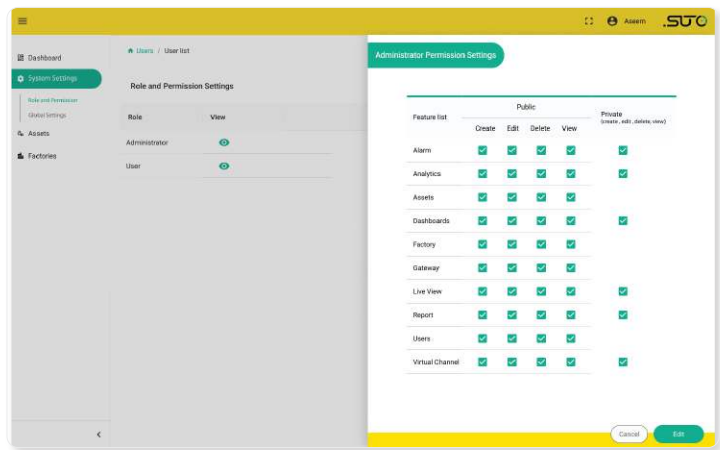 Aseem
.SUTO
Dashboard
System Settings
Role and Permission
Global Settings
Assets
Factories
Users / User list
Role and Permission Settings
Role View
Administrator
User
Administrator Permission Settings
Feature list
Public
Create Edit Delete View
Private
(create , edit , delete, view)
Alarm
Analytics
Assets
Dashboards
Factory
Gateway
Live View
Report
Users
Virtual Channel
Cancel
Edit